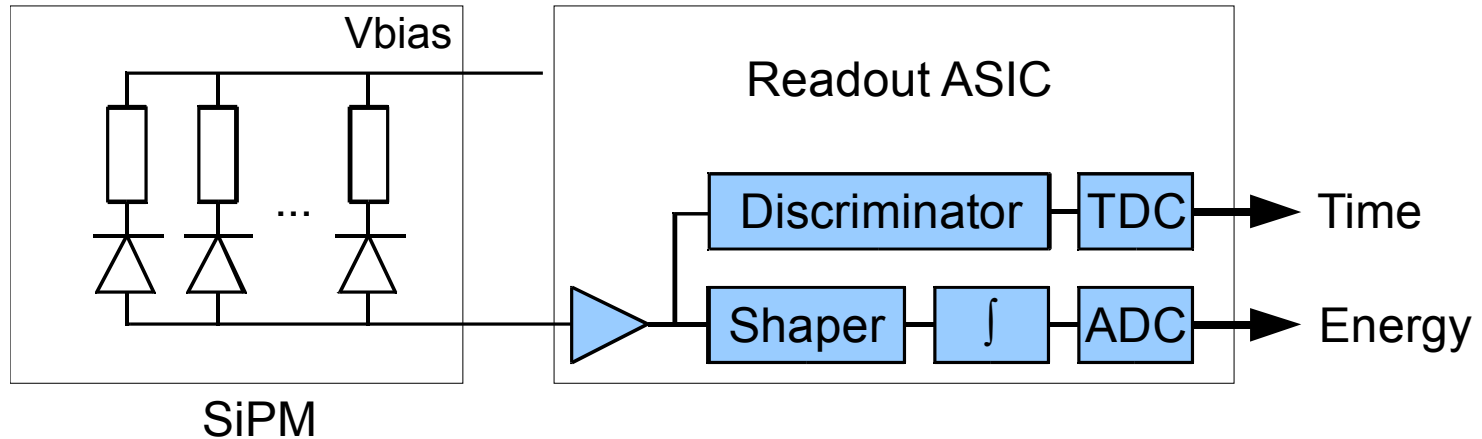 Vbias
Readout ASIC
...
Discriminator
TDC
Time
Shaper
∫
ADC
Energy
SiPM